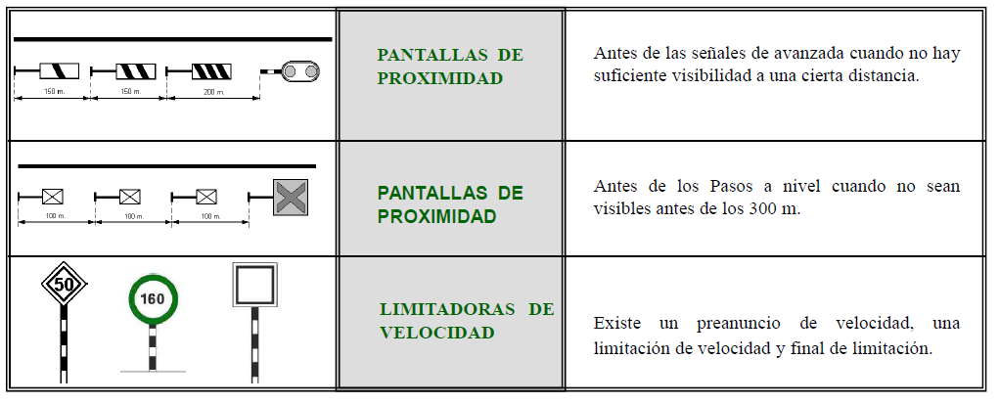 PANTALLAS DE
PROXIMIDAD
Antes de las señales de avanzada cuando no hay
suficiente visibilidad a una cierta distancia.
150 m.
150 m.
200 m.
PANTALLAS DE
PROXIMIDAD
Antes de los Pasos a nivel cuando no sean
visibles antes de los 300 m.
100 m.
100 m.
100 m.
50
160
LIMITADORAS DE
VELOCIDAD
Existe un preanuncio de velocidad, una
limitación de velocidad y final de limitación.